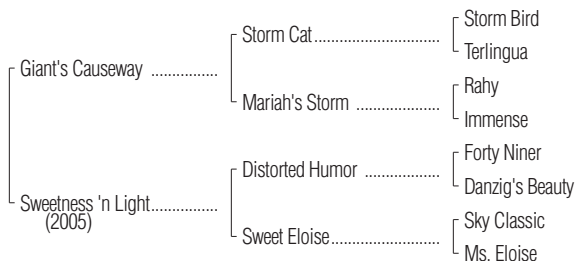 Storm Bird
Storm Cat..............................
Terlingua
Giant's Causeway ................
Rahy
Mariah's Storm ....................
Immense
Forty Niner
Distorted Humor ..................
Danzig's Beauty
Sweetness 'n Light................
(2005)
Sky Classic
Sweet Eloise..........................
Ms. Eloise